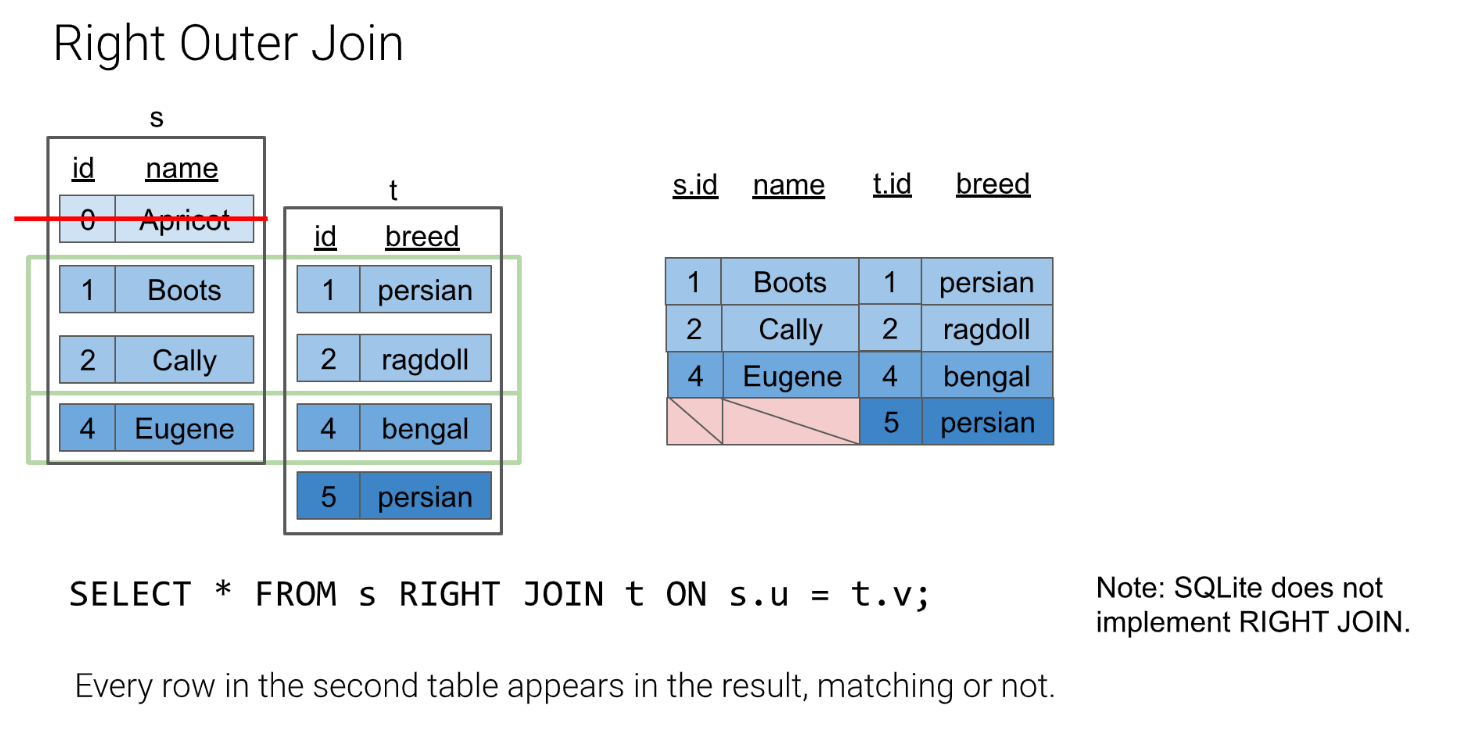 Right Outer Join
s
id name
0 Apricot
1 Boots
2 Cally
4 Eugene
t
id breed
1 persian
2 ragdoll
4 bengal
5 persian
s.id name t.id breed
1 Boots 1 persian
2 Cally 2 ragdoll
4 Eugene 4 bengal
5 persian
SELECT * FROM s RIGHT JOIN t ON s.u = t.v;
Note: SQLite does not
implement RIGHT JOIN.
Every row in the second table appears in the result, matching or not.